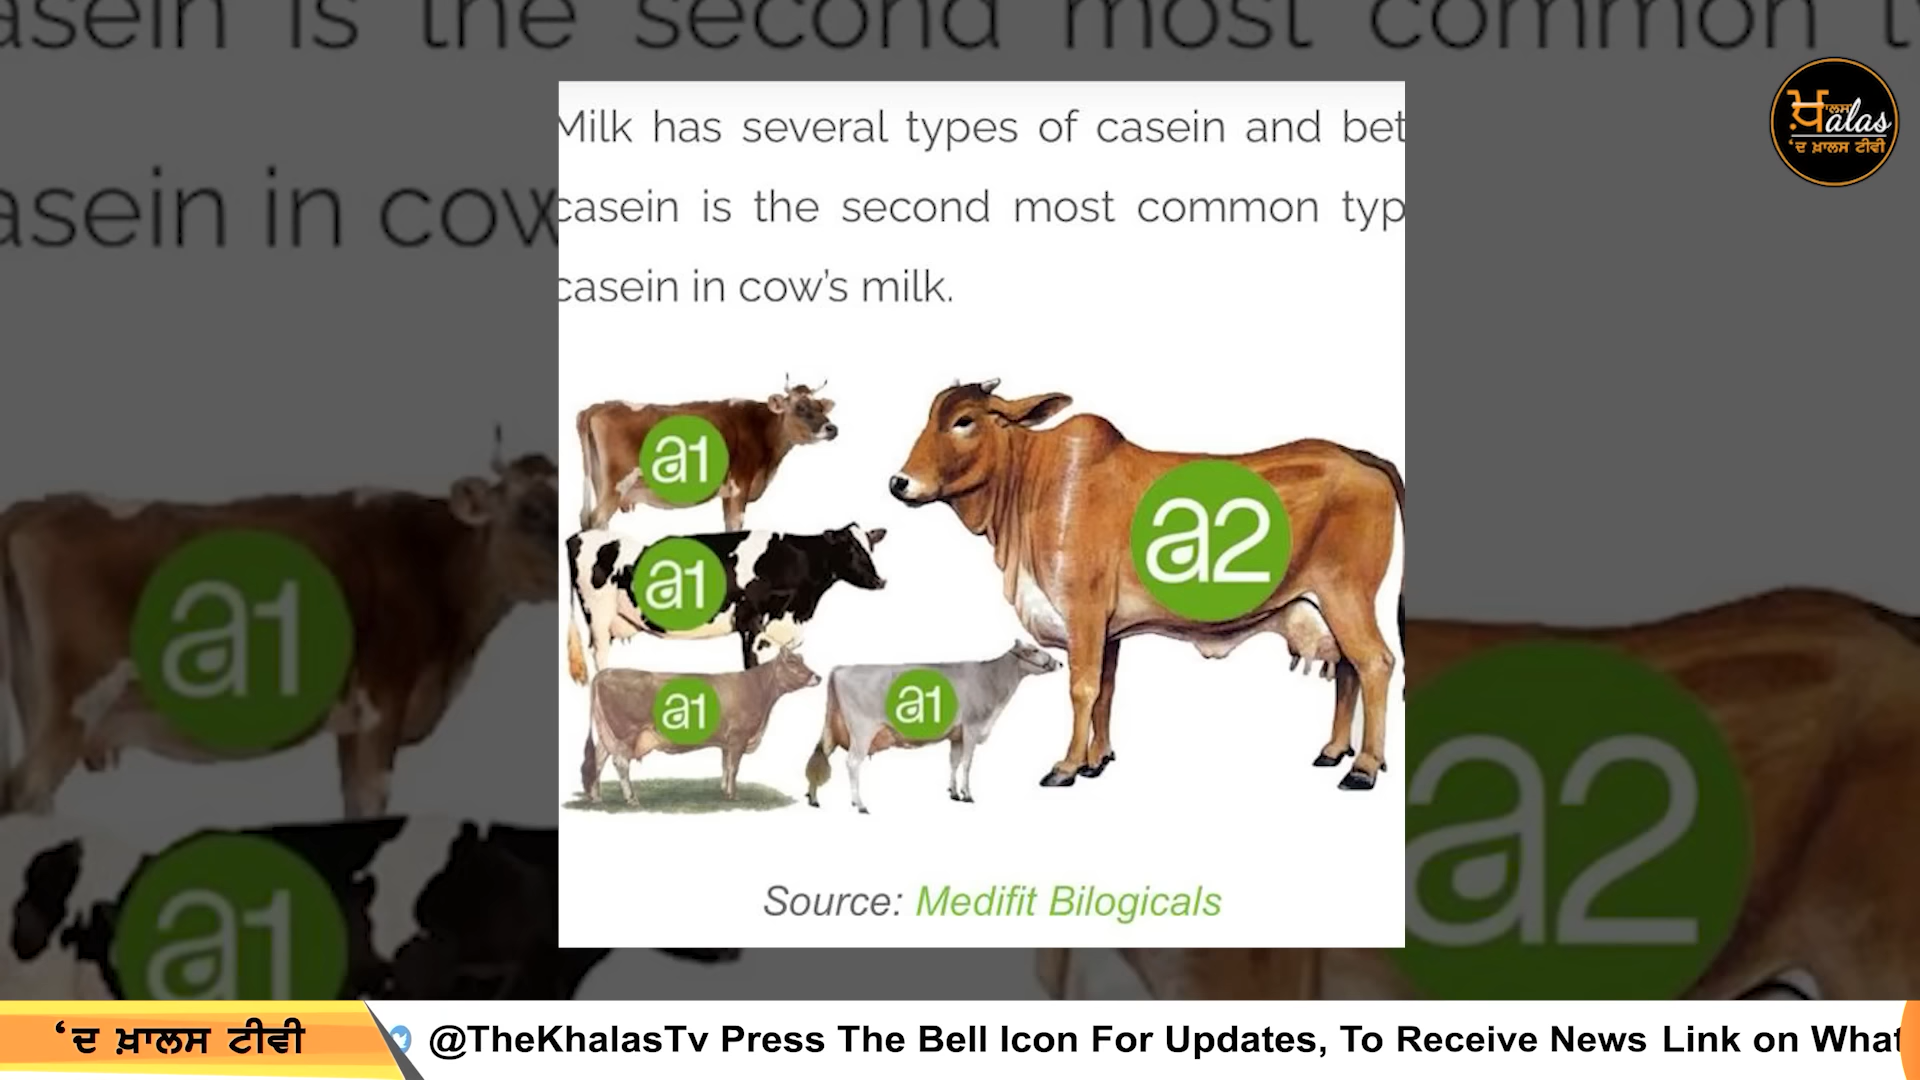 asein is the second most common t
Milk has several types of casein and bet
casein is the second most common typ
casein in cow's milk.
asein in cow
ਖ਼ਾਲਸ
alas
'ਦ ਖ਼ਾਲਸ ਟੀਵੀ
a1
a1
a1
a1
a2
a1
a1
a2
Source: Medifit Bilogicals
'ਦ ਖ਼ਾਲਸ ਟੀਵੀ
@TheKhalasTv Press The Bell Icon For Updates, To Receive News Link on What